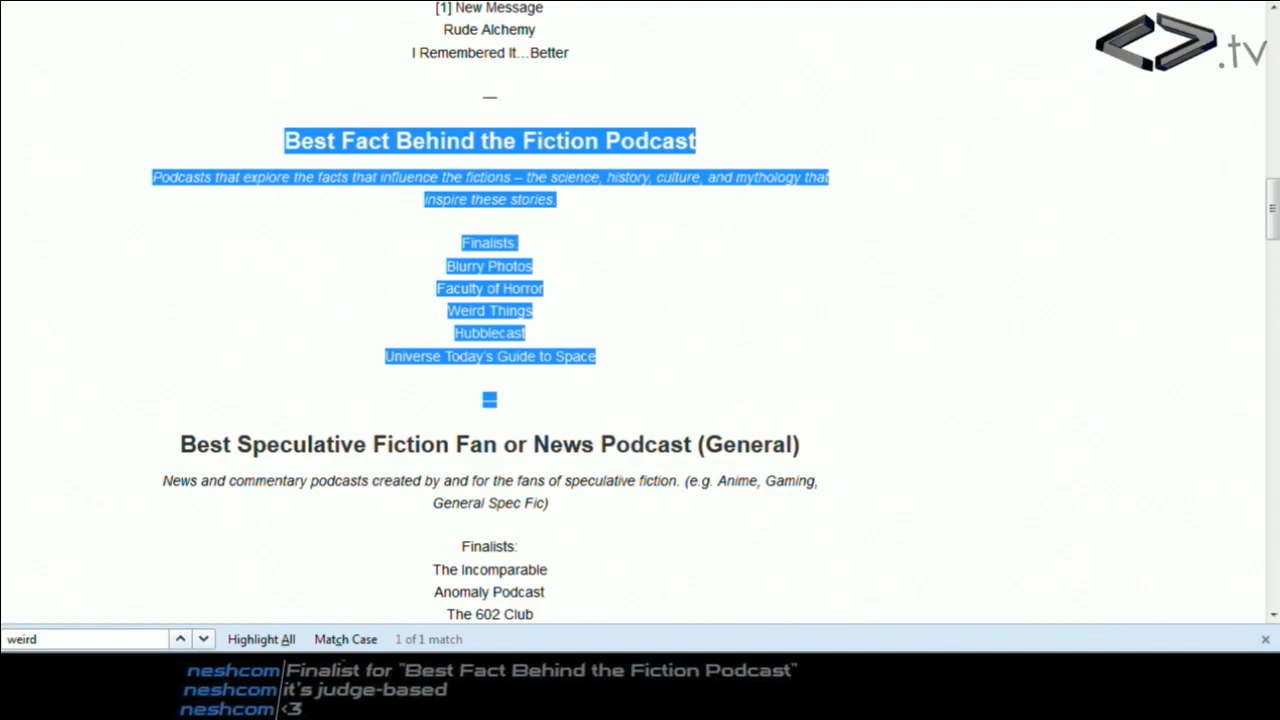 [1] New Message
Rude Alchemy
I Remembered It...Better
.tv
—
Best Fact Behind the Fiction Podcast
Podcasts that explore the facts that influence the fictions – the science, history, culture, and mythology that
inspire these stories.
Finalists:
Blurry Photos
Faculty of Horror
Weird Things
Hubblecast
Universe Today's Guide to Space
—
Best Speculative Fiction Fan or News Podcast (General)
News and commentary podcasts created by and for the fans of speculative fiction. (e.g. Anime, Gaming,
General Spec Fic)
Finalists:
The Incomparable
Anomaly Podcast
The 602 Club
weird Highlight All Match Case 1 of 1 match
neshcom Finalist for "Best Fact Behind the Fiction Podcast"
neshcom it's judge-based
neshcom <3